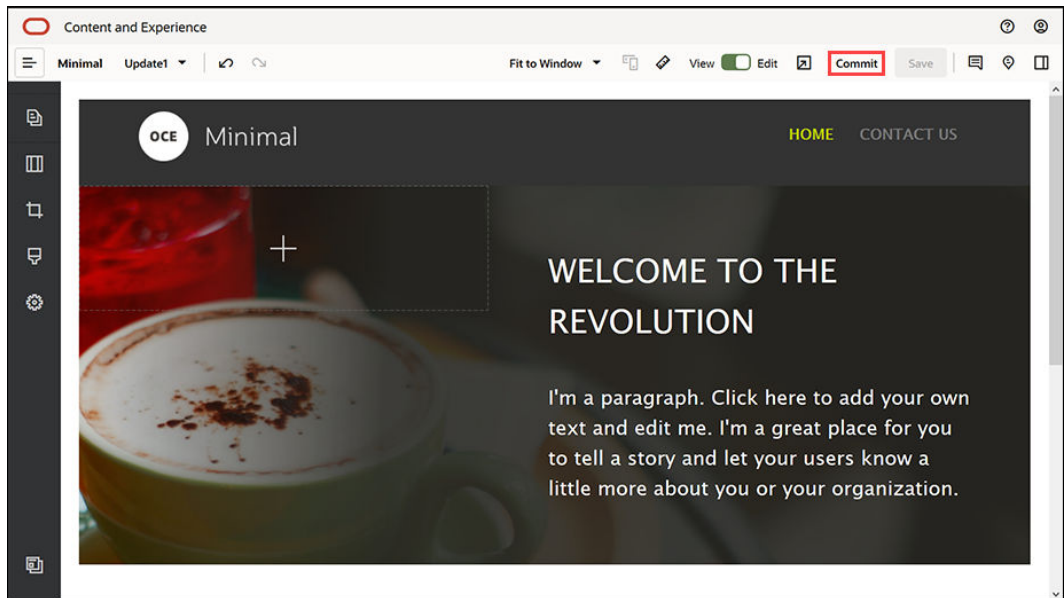 Content and Experience
Minimal Update1 Fit to Window View Edit Commit Save
OCE Minimal HOME CONTACT US
WELCOME TO THE
REVOLUTION
I'm a paragraph. Click here to add your own
text and edit me. I'm a great place for you
to tell a story and let your users know a
little more about you or your organization.